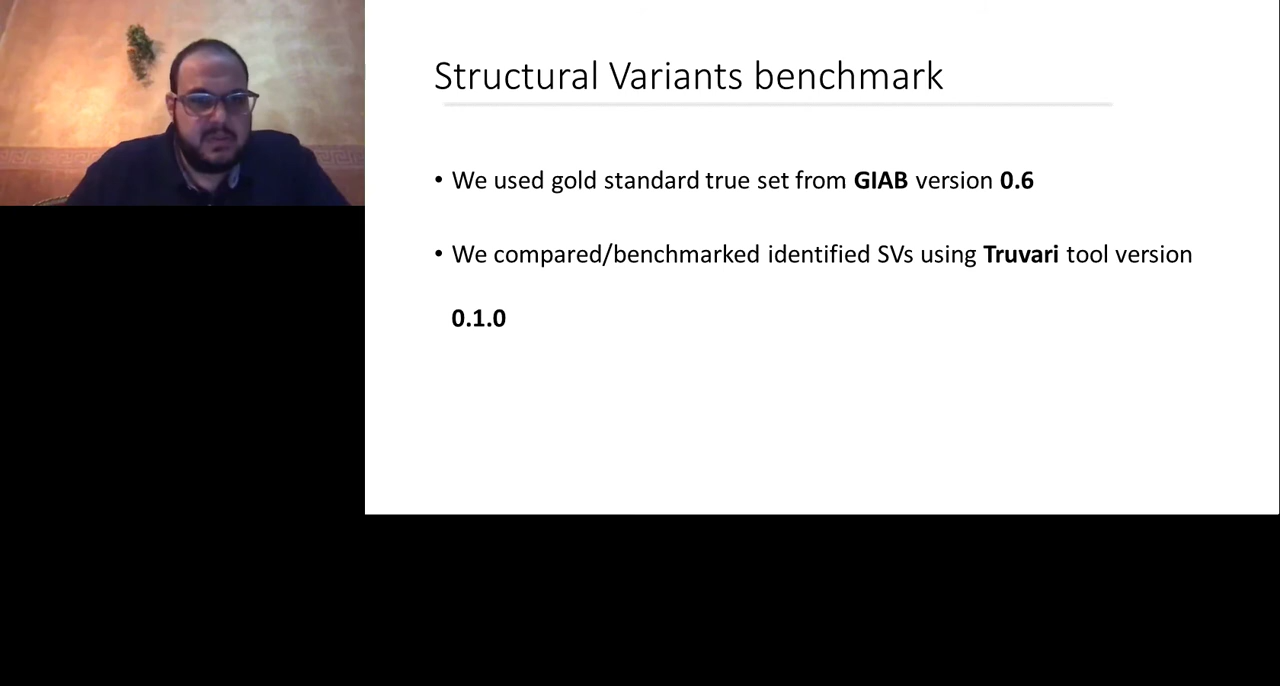 Structural Variants benchmark
• We used gold standard true set from GIAB version 0.6
• We compared/benchmarked identified SVs using Truvari tool version
0.1.0